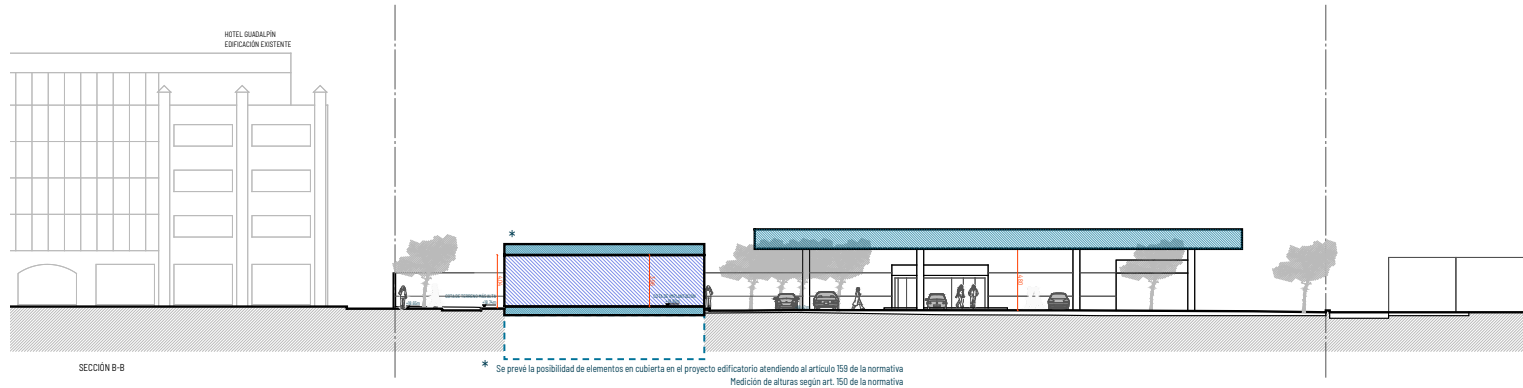 HOTEL GUADALPÍN
EDIFICACIÓN EXISTENTE
*
SECCIÓN B-B
* Se prevé la posibilidad de elementos en cubierta en el proyecto edificatorio atendiendo al artículo 159 de la normativa
Medición de alturas según art. 150 de la normativa